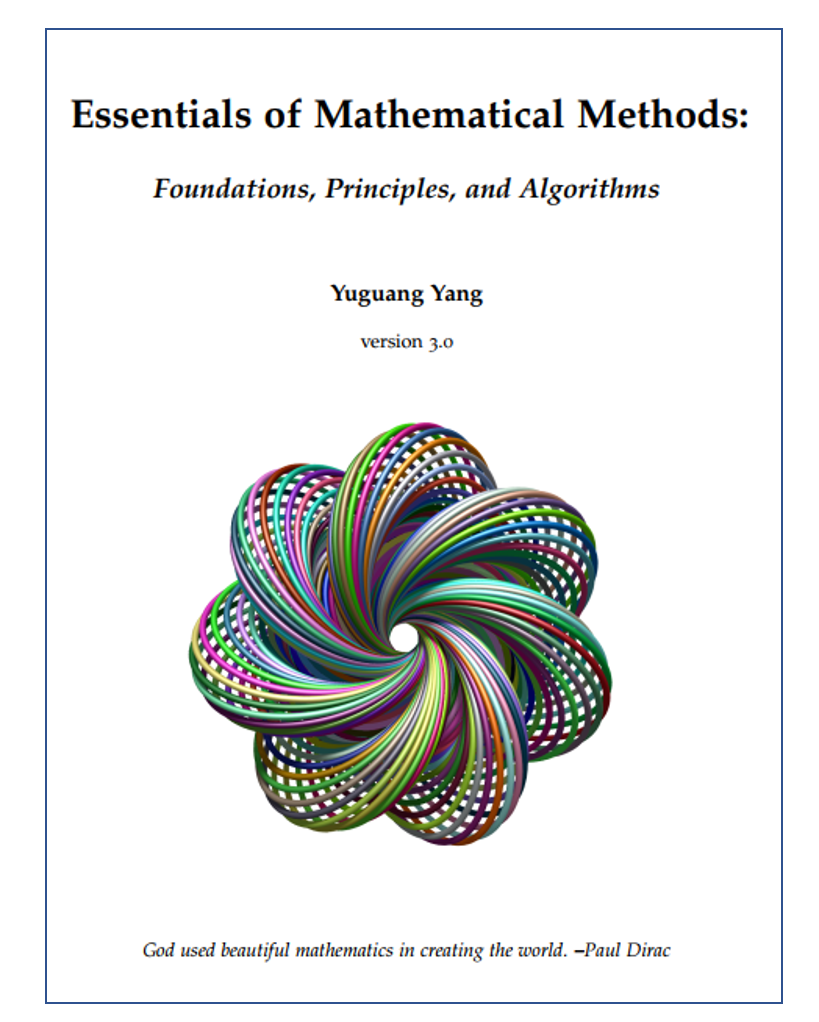 Essentials of Mathematical Methods:
Foundations, Principles, and Algorithms
Yuguang Yang
version 3.0
God used beautiful mathematics in creating the world. –Paul Dirac